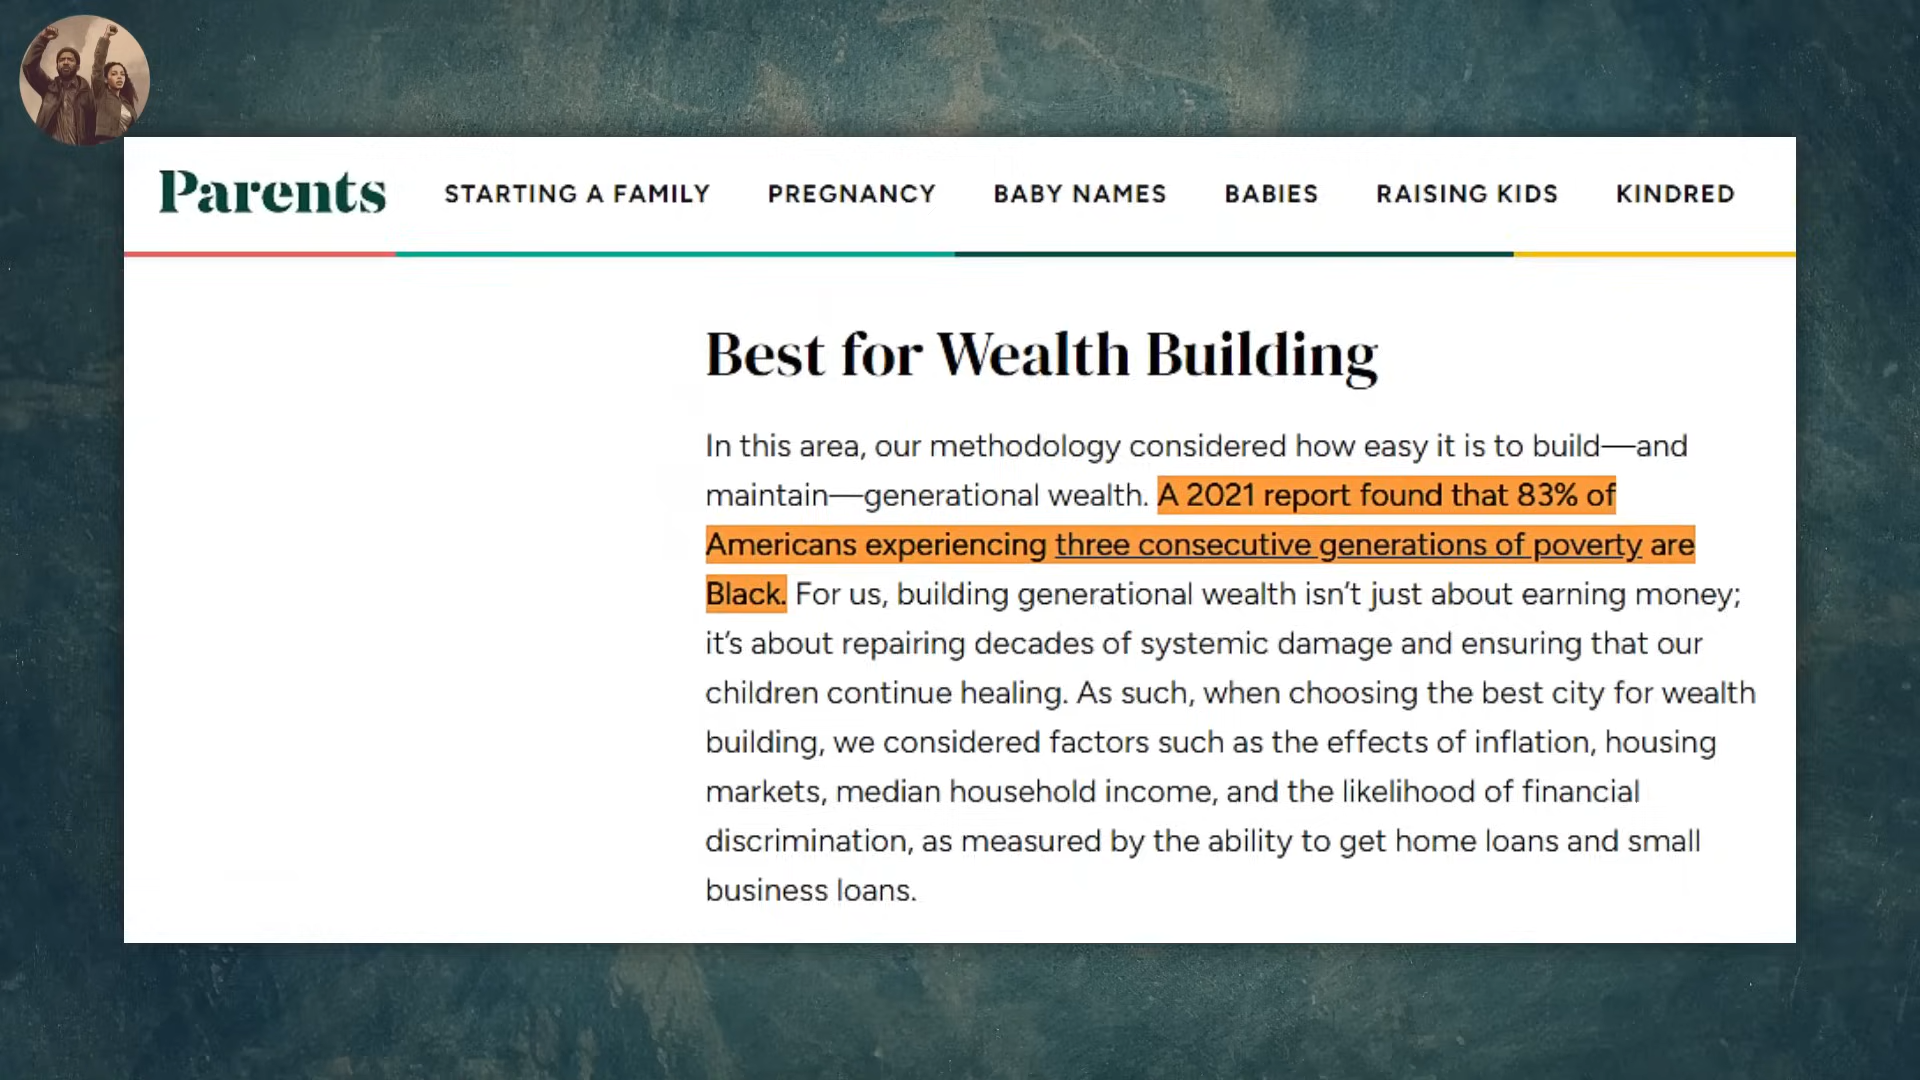 Parents STARTING A FAMILY PREGNANCY BABY NAMES BABIES RAISING KIDS KINDRED
Best for Wealth Building
In this area, our methodology considered how easy it is to build—and
maintain—generational wealth. A 2021 report found that 83% of
Americans experiencing three consecutive generations of poverty are
Black. For us, building generational wealth isn’t just about earning money;
it’s about repairing decades of systemic damage and ensuring that our
children continue healing. As such, when choosing the best city for wealth
building, we considered factors such as the effects of inflation, housing
markets, median household income, and the likelihood of financial
discrimination, as measured by the ability to get home loans and small
business loans.